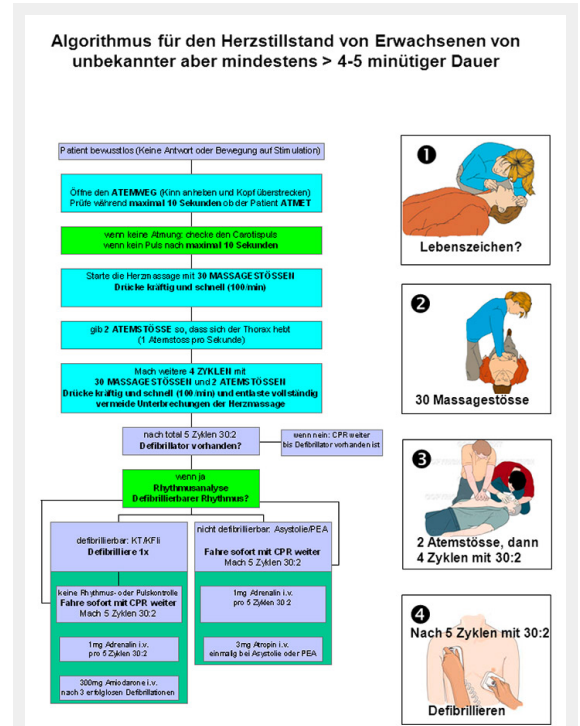 Algorithmus für den Herzstillstand von Erwachsenen von
unbekannter aber mindestens > 4-5 minütiger Dauer
Patient bewusstlos (Keine Antwort oder Bewegung auf Stimulation)
Öffne den ATEMWEG (Kinn anheben und Kopf überstrecken)
Prüfe während maximal 10 Sekunden ob der Patient ATMET
wenn keine Atmung: checke den Carotispuls
wenn kein Puls nach maximal 10 Sekunden
Starte die Herzmassage mit 30 MASSAGESTÖSSEN
Drücke kräftig und schnell (100/min)
gib 2 ATEMSTÖSSE so, dass sich der Thorax hebt
(1 Atemstoss pro Sekunde)
Mach weitere 4 ZYKLEN mit
30 MASSAGESTÖSSEN und 2 ATEMSTÖSSEN
Drücke kräftig und schnell (100/min) und entlaste vollständig
vermeide Unterbrechungen der Herzmassage
nach total 5 Zyklen 30:2
Defibrillator vorhanden?
wenn nein: CPR weiter
bis Defibrillator vorhanden ist
wenn ja
Rhythmusanalyse
Defibrillierbarer Rhythmus?
defibrillierbar: KT/KFli
Defibrilliere 1x
keine Rhythmus- oder Pulskontrolle
Fahre sofort mit CPR weiter
Mach 5 Zyklen 30:2
1mg Adrenalin i.v.
pro 5 Zyklen 30:2
300mg Amiodarone i.v.
nach 3 erfolglosen Defibrillationen
nicht defibrillierbar: Asystolie/PEA
Fahre sofort mit CPR weiter
Mach 5 Zyklen 30:2
1mg Adrenalin i.v.
pro 5 Zyklen 30:2
3mg Atropin i.v.
einmalig bei Asystolie oder PEA
1
Lebenszeichen?
2
30 Massagestösse
3
2 Atemstösse, dann
4 Zyklen mit 30:2
4
Nach 5 Zyklen mit 30:2
Defibrillieren